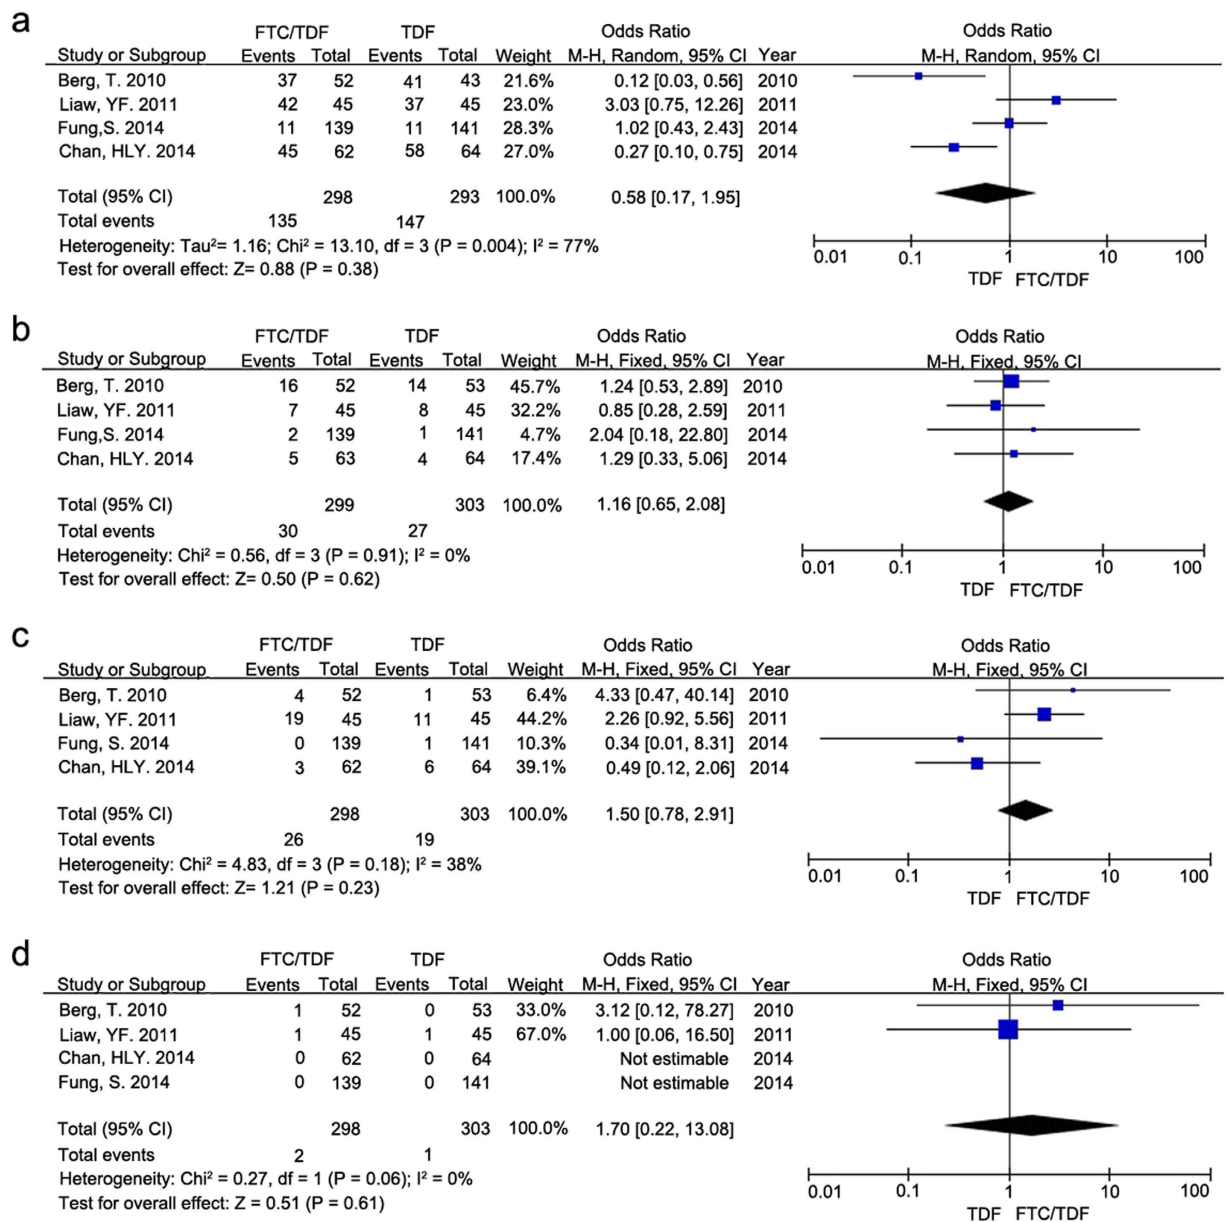 a
FTC/TDF TDF Odds Ratio Odds Ratio
Study or Subgroup Events Total Events Total Weight M-H, Random, 95% CI Year M-H, Random, 95% CI
Berg, T. 2010 37 52 41 43 21.6% 0.12 [0.03, 0.56] 2010
Liaw, YF. 2011 42 45 37 45 23.0% 3.03 [0.75, 12.26] 2011
Fung,S. 2014 11 139 11 141 28.3% 1.02 [0.43, 2.43] 2014
Chan, HLY. 2014 45 62 58 64 27.0% 0.27 [0.10, 0.75] 2014
Total (95% CI) 298 293 100.0% 0.58 [0.17, 1.95]
Total events 135 147
Heterogeneity: Tau²= 1.16; Chi² = 13.10, df = 3 (P = 0.004); I² = 77%
Test for overall effect: Z= 0.88 (P = 0.38)
0.01 0.1 1 10 100
TDF FTC/TDF
b
FTC/TDF TDF Odds Ratio Odds Ratio
Study or Subgroup Events Total Events Total Weight M-H, Fixed, 95% CI Year M-H, Fixed, 95% CI
Berg, T. 2010 16 52 14 53 45.7% 1.24 [0.53, 2.89] 2010
Liaw, YF. 2011 7 45 8 45 32.2% 0.85 [0.28, 2.59] 2011
Fung,S. 2014 2 139 1 141 4.7% 2.04 [0.18, 22.80] 2014
Chan, HLY. 2014 5 63 4 64 17.4% 1.29 [0.33, 5.06] 2014
Total (95% CI) 299 303 100.0% 1.16 [0.65, 2.08]
Total events 30 27
Heterogeneity: Chi² = 0.56, df = 3 (P = 0.91); I² = 0%
Test for overall effect: Z= 0.50 (P = 0.62)
0.01 0.1 1 10 100
TDF FTC/TDF
c
FTC/TDF TDF Odds Ratio Odds Ratio
Study or Subgroup Events Total Events Total Weight M-H, Fixed, 95% CI Year M-H, Fixed, 95% CI
Berg, T. 2010 4 52 1 53 6.4% 4.33 [0.47, 40.14] 2010
Liaw, YF. 2011 19 45 11 45 44.2% 2.26 [0.92, 5.56] 2011
Fung, S. 2014 0 139 1 141 10.3% 0.34 [0.01, 8.31] 2014
Chan, HLY. 2014 3 62 6 64 39.1% 0.49 [0.12, 2.06] 2014
Total (95% CI) 298 303 100.0% 1.50 [0.78, 2.91]
Total events 26 19
Heterogeneity: Chi² = 4.83, df = 3 (P = 0.18); I² = 38%
Test for overall effect: Z= 1.21 (P = 0.23)
0.01 0.1 1 10 100
TDF FTC/TDF
d
FTC/TDF TDF Odds Ratio Odds Ratio
Study or Subgroup Events Total Events Total Weight M-H, Fixed, 95% CI Year M-H, Fixed, 95% CI
Berg, T. 2010 1 52 0 53 33.0% 3.12 [0.12, 78.27] 2010
Liaw, YF. 2011 1 45 1 45 67.0% 1.00 [0.06, 16.50] 2011
Chan, HLY. 2014 0 62 0 64 Not estimable 2014
Fung, S. 2014 0 139 0 141 Not estimable 2014
Total (95% CI) 298 303 100.0% 1.70 [0.22, 13.08]
Total events 2 1
Heterogeneity: Chi² = 0.27, df = 1 (P = 0.06); I² = 0%
Test for overall effect: Z = 0.51 (P = 0.61)
0.01 0.1 1 10 100
TDF FTC/TDF